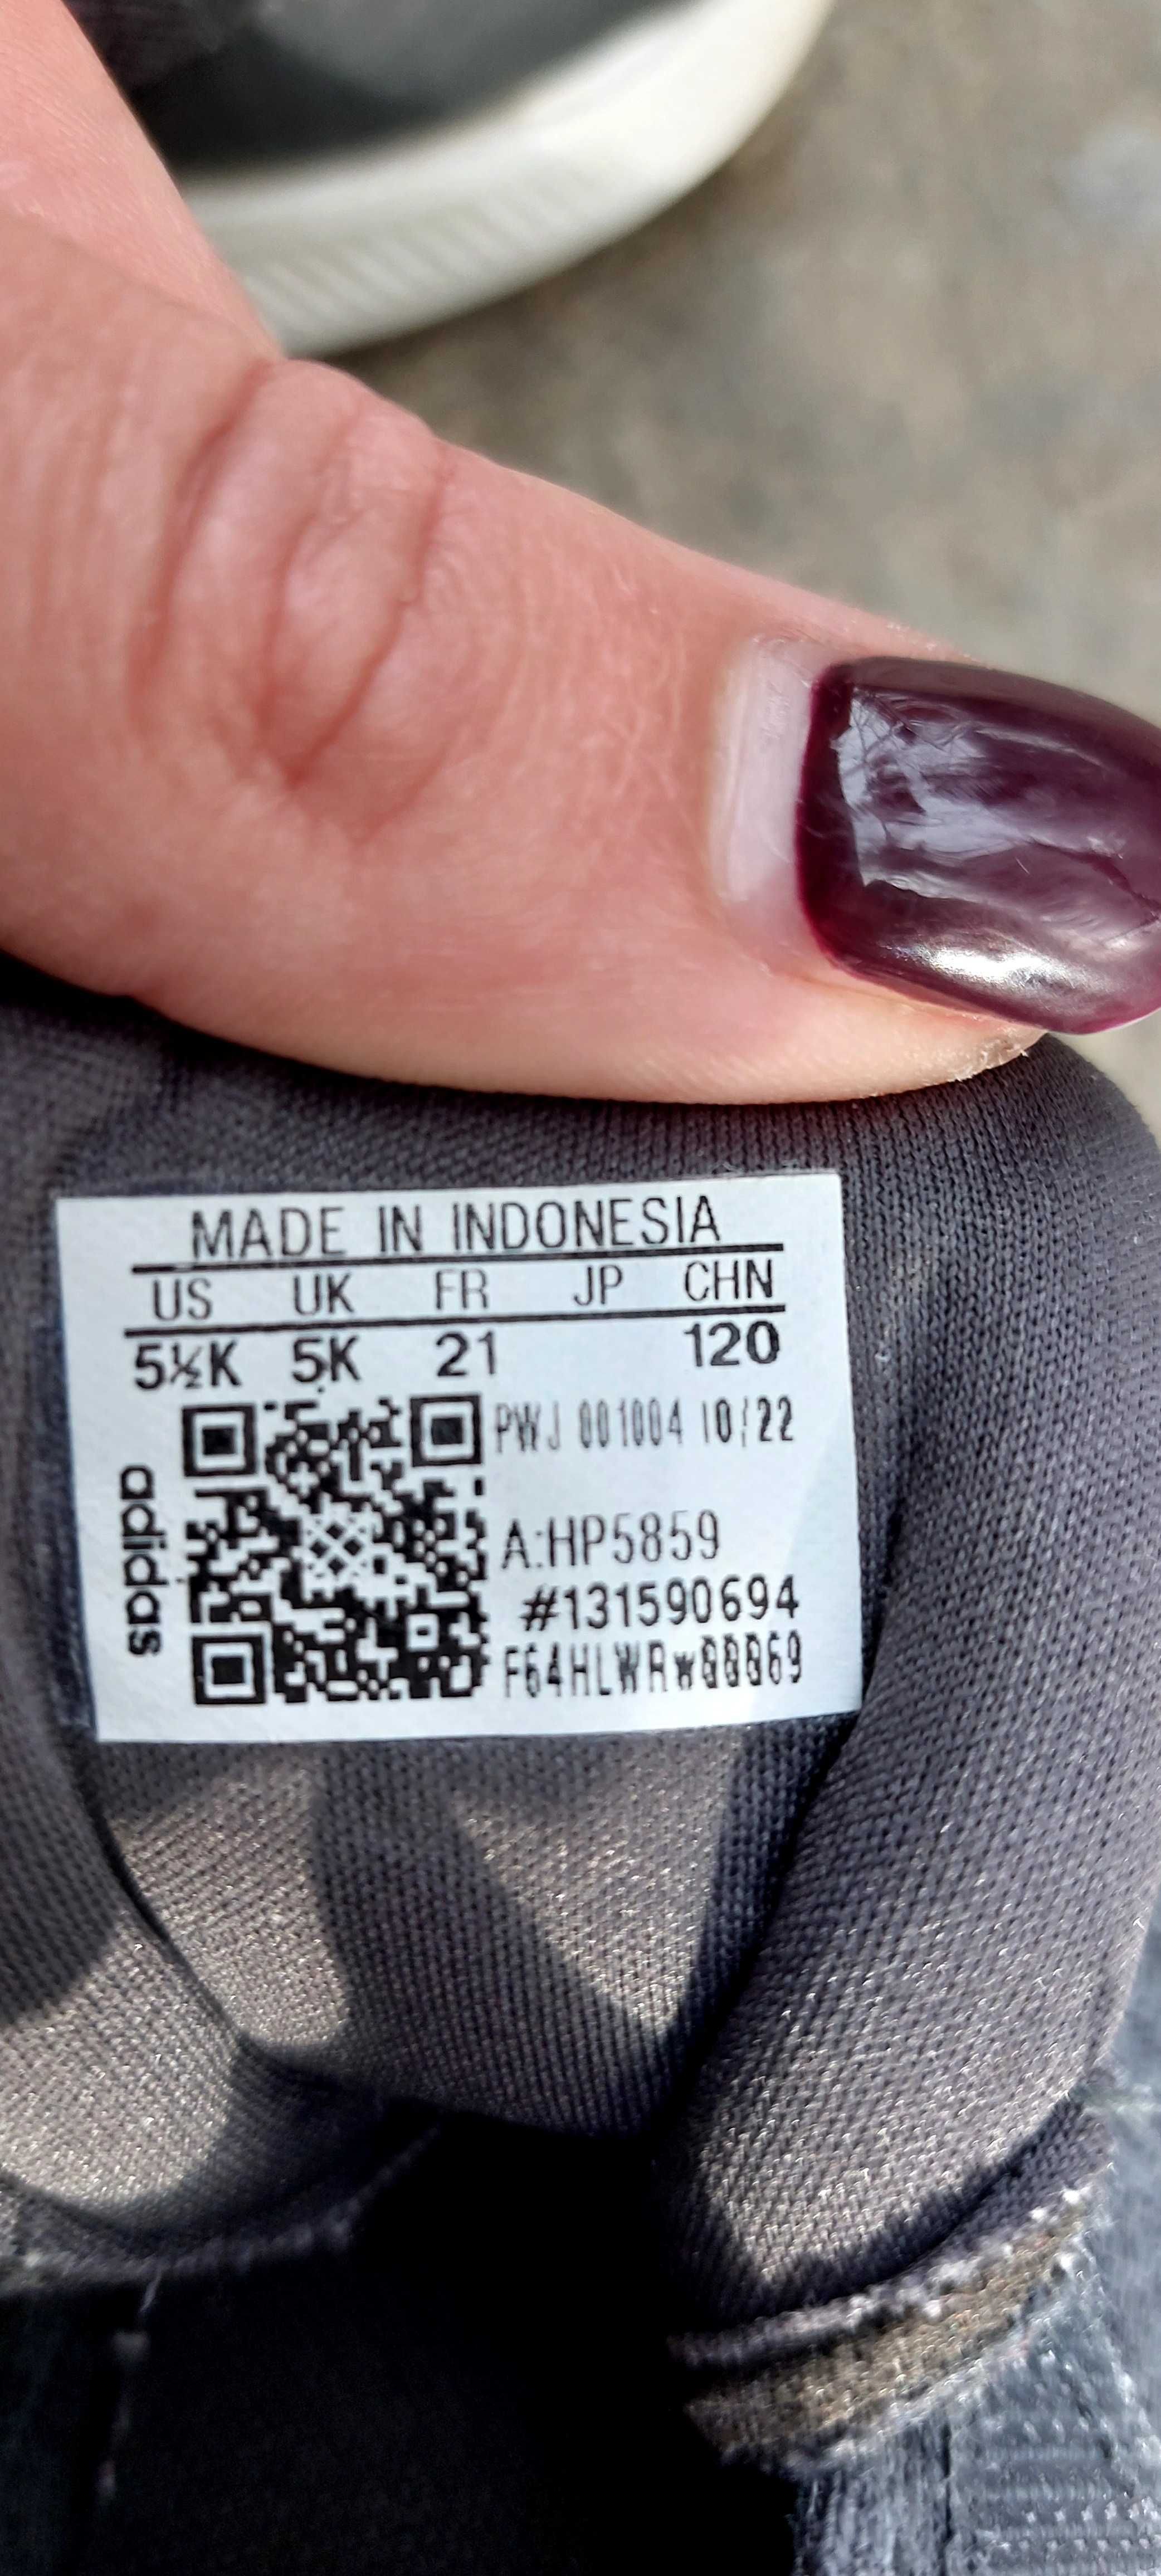 MADE IN INDONESIA
US UK FR JP CHN
5½K 5K 21 120
PWJ 001004 10/22
adidas
A:HP5859
#131590694
F64HLWRw00069